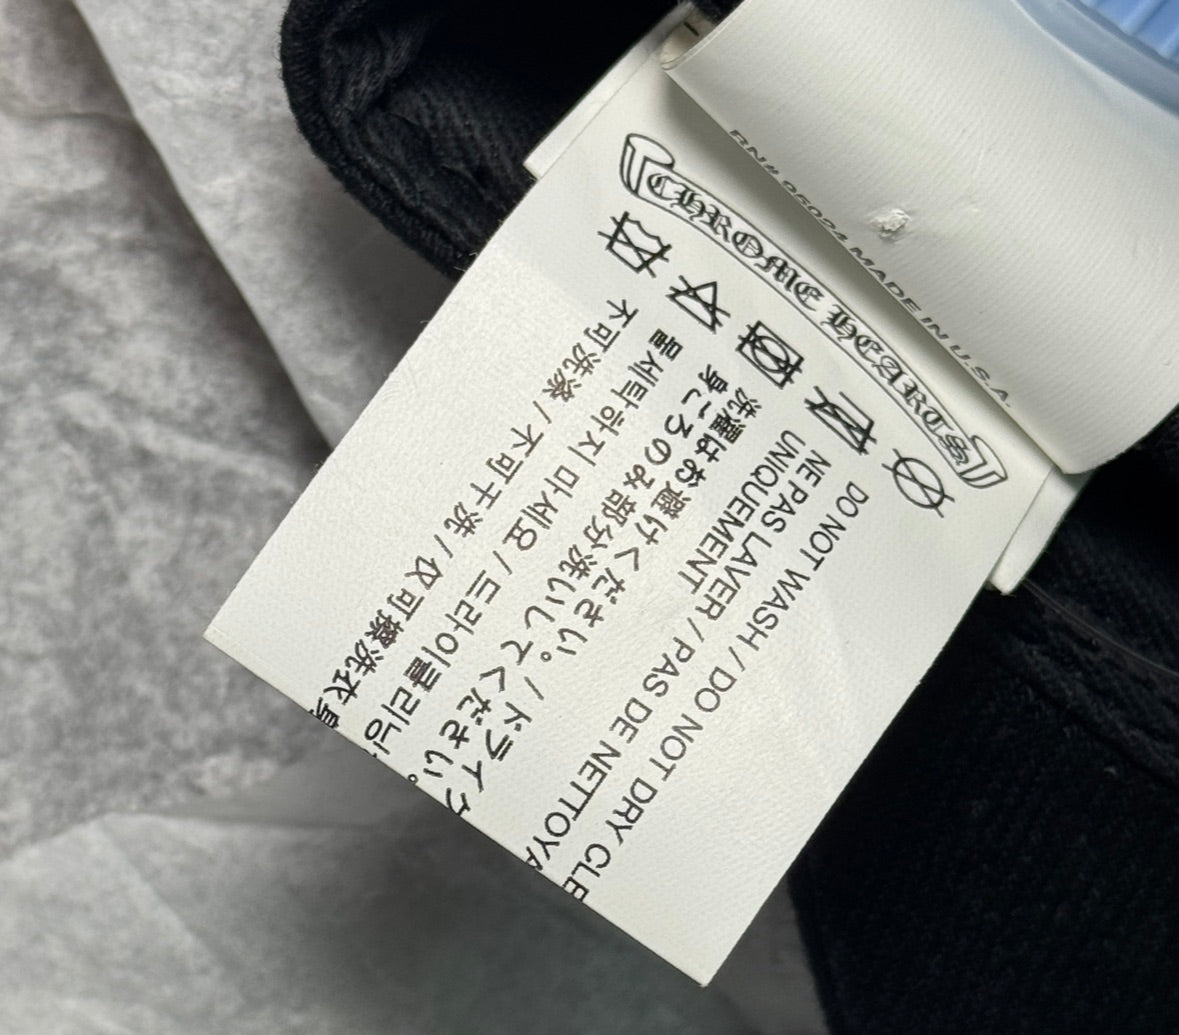 RN# MADE IN U.S.A.
CHROME HEARTS
DO NOT WASH / DO NOT DRY CLE
NE PAS LAVER / PAS DE NETTOYA
UNIQUEMENT
洗濯はお避けください。/ ドライク
身ころのみ部分洗いしてください。
물세탁하지 마세요 / 드라이클리닝
不可洗涤 / 不可干洗 / 仅可擦洗衣身